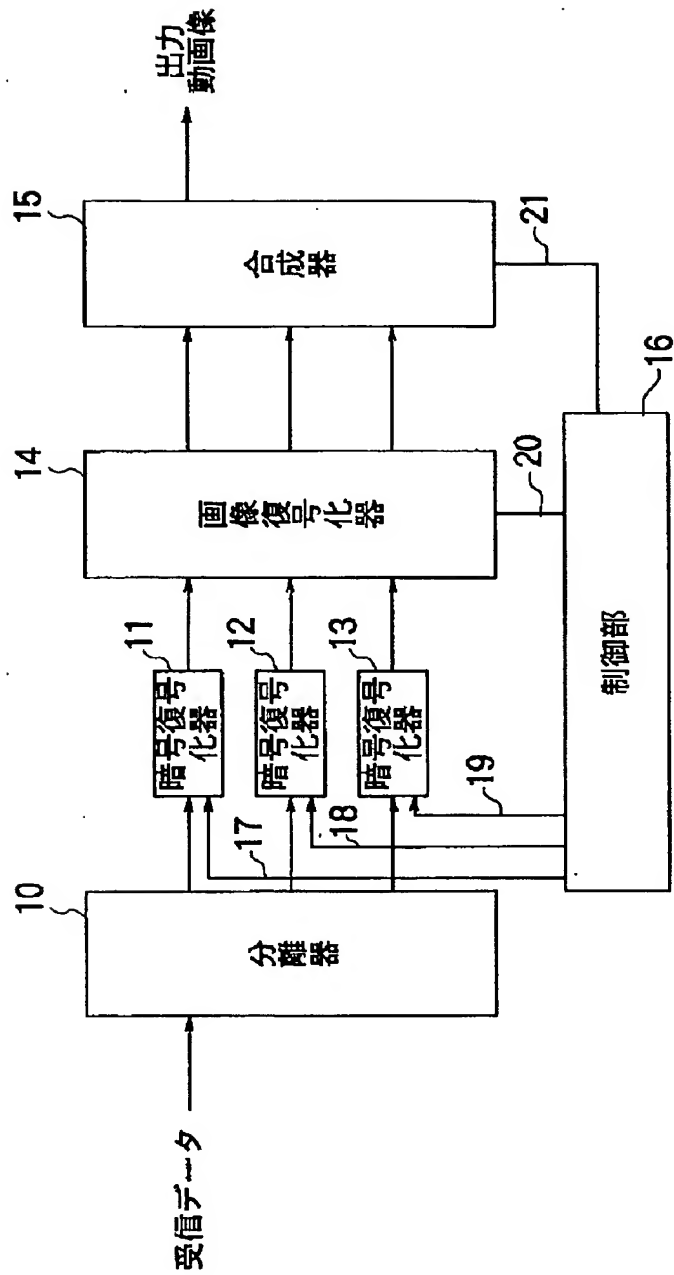 受信データ
10
分離器
17
18
19
11
暗号復号
化器
12
暗号復号
化器
13
暗号復号
化器
14
画像復号化器
20
15
合成器
21
16
制御部
出力
動画像